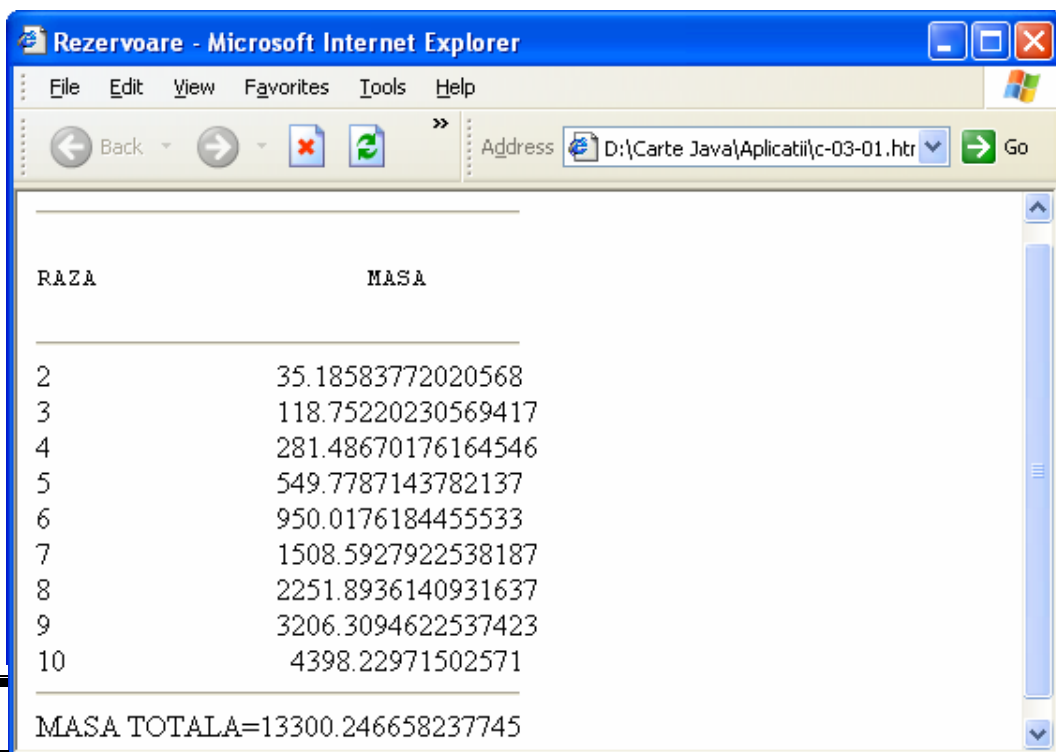 Rezervoare - Microsoft Internet Explorer
File Edit View Favorites Tools Help
Back » Address D:\Carte Java\Aplicatii\c-03-01.htr Go
RAZA MASA
2 35.18583772020568
3 118.75220230569417
4 281.48670176164546
5 549.7787143782137
6 950.0176184455533
7 1508.5927922538187
8 2251.8936140931637
9 3206.3094622537423
10 4398.22971502571
MASA TOTALA=13300.246658237745